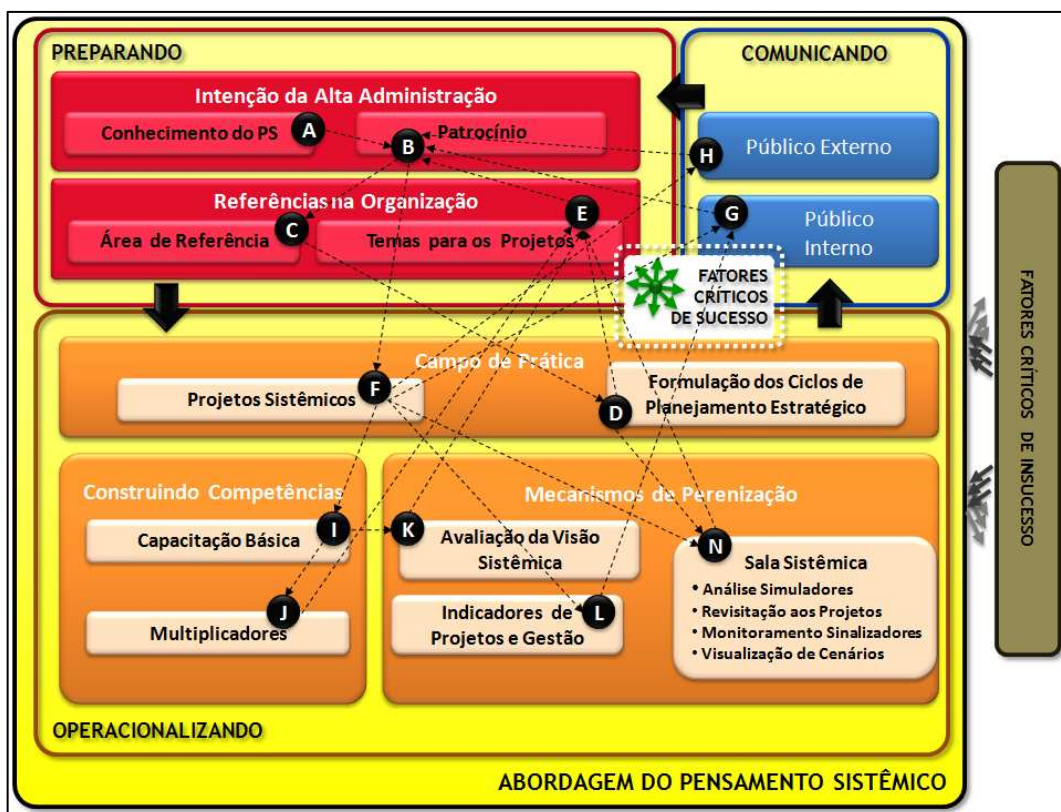 PREPARANDO
Intenção da Alta Administração
Conhecimento do PS
A
Patrocínio
B
Referências na Organização
C
Área de Referência
E
Temas para os Projetos
COMUNICANDO
H
Público Externo
G
Público
Interno
FATORES
CRÍTICOS
DE SUCESSO
Campo de Prática
Projetos Sistêmicos
F
D
Formulação dos Ciclos de
Planejamento Estratégico
Construindo Competências
I
Capacitação Básica
J
Multiplicadores
Mecanismos de Perenização
K
Avaliação da Visão
Sistêmica
Indicadores de
Projetos e Gestão
L
N
Sala Sistêmica
• Análise Simuladores
• Revisitação aos Projetos
• Monitoramento Sinalizadores
• Visualização de Cenários
OPERACIONALIZANDO
ABORDAGEM DO PENSAMENTO SISTÊMICO
FATORES CRÍTICOS DE INSUCESSO